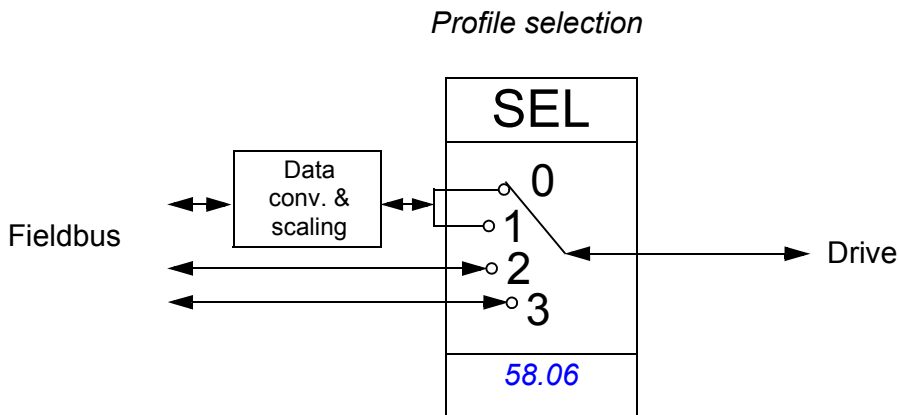 Profile selection
SEL
Data
conv. &
scaling
0
1
2
3
Fieldbus
Drive
58.06